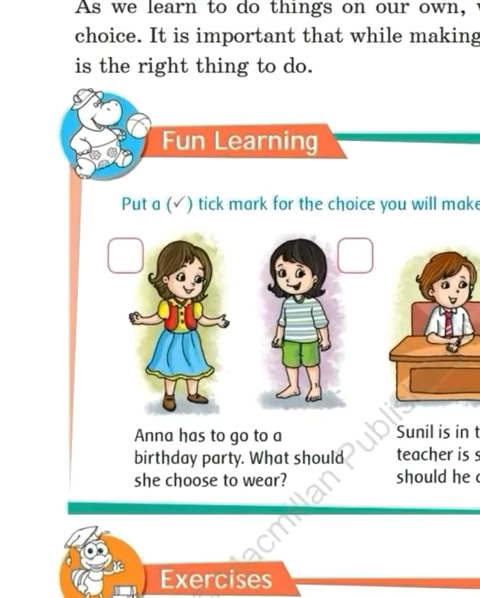 As we learn to do things on our own,
choice. It is important that while making
is the right thing to do.
Fun Learning
Put a (✓) tick mark for the choice you will make
Anna has to go to a
birthday party. What should
she choose to wear?
Sunil is in t
teacher is s
should he
Macmillan Publis
Exercises